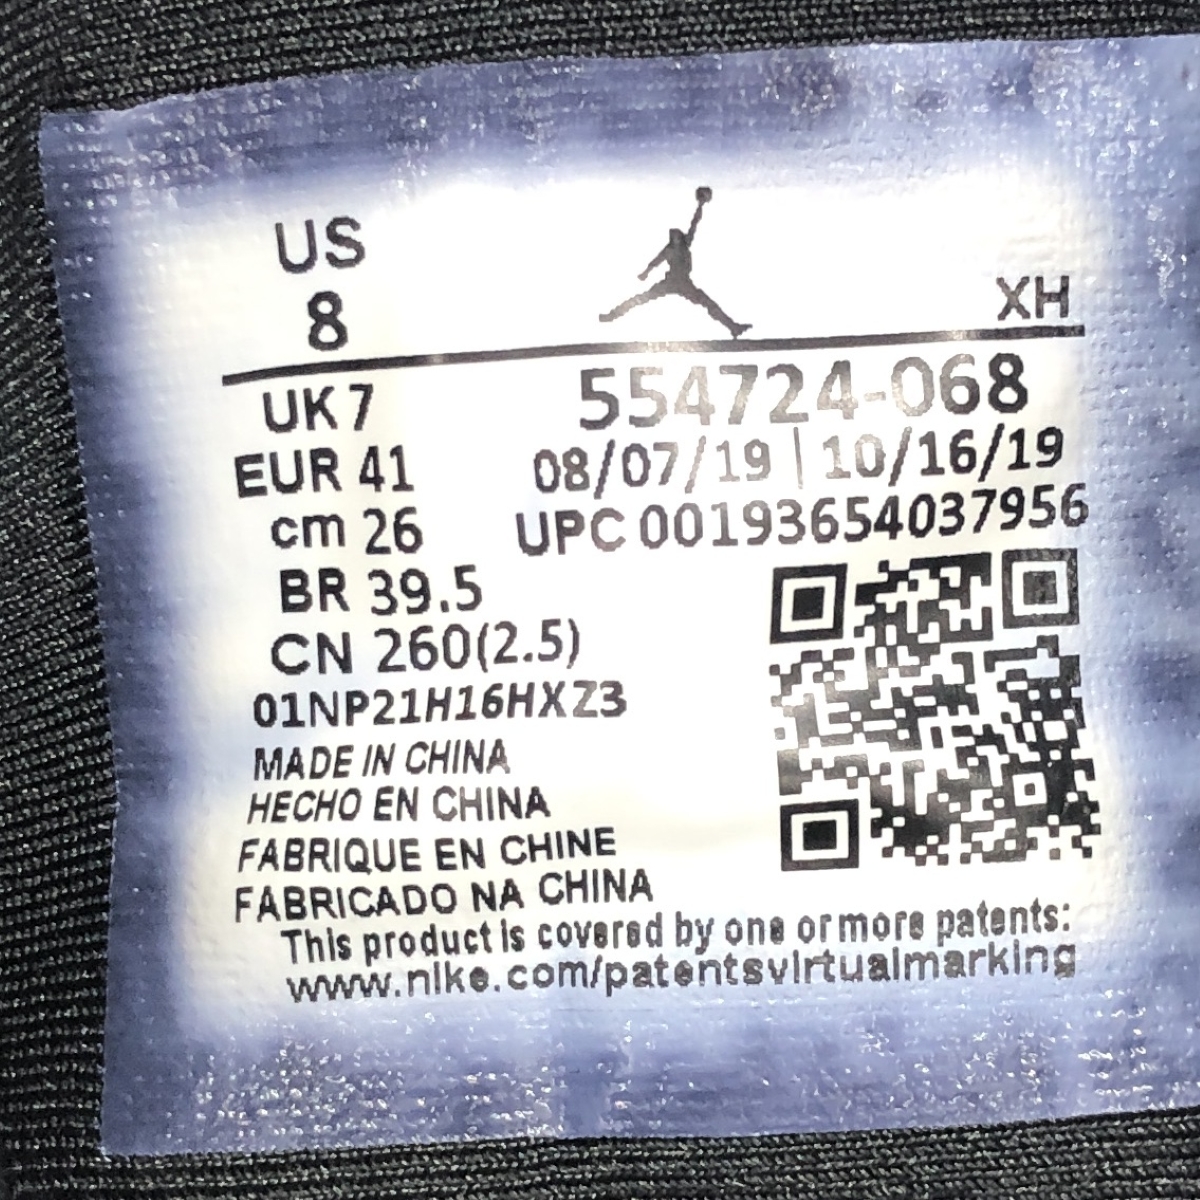 US
8
XH
UK 7
554724-068
EUR 41
08/07/19 | 10/16/19
cm 26
UPC 00193654037956
BR 39.5
CN 260(2.5)
01NP21H16HXZ3
MADE IN CHINA
HECHO EN CHINA
FABRIQUE EN CHINE
FABRICADO NA CHINA
This product is covered by one or more patents:
www.nike.com/patentsvirtualmarking